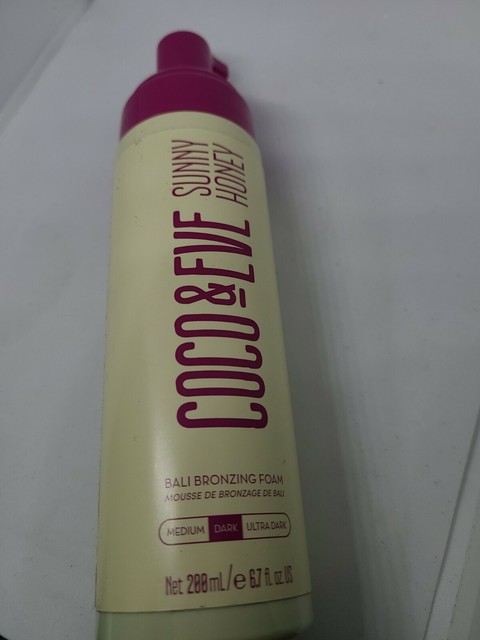 COCO&EVE
SUNNY
HONEY
BALI BRONZING FOAM
MOUSSE DE BRONZAGE DE BALI
MEDIUM DARK ULTRA DARK
Net 200mL/e 6.7 fl. oz. US